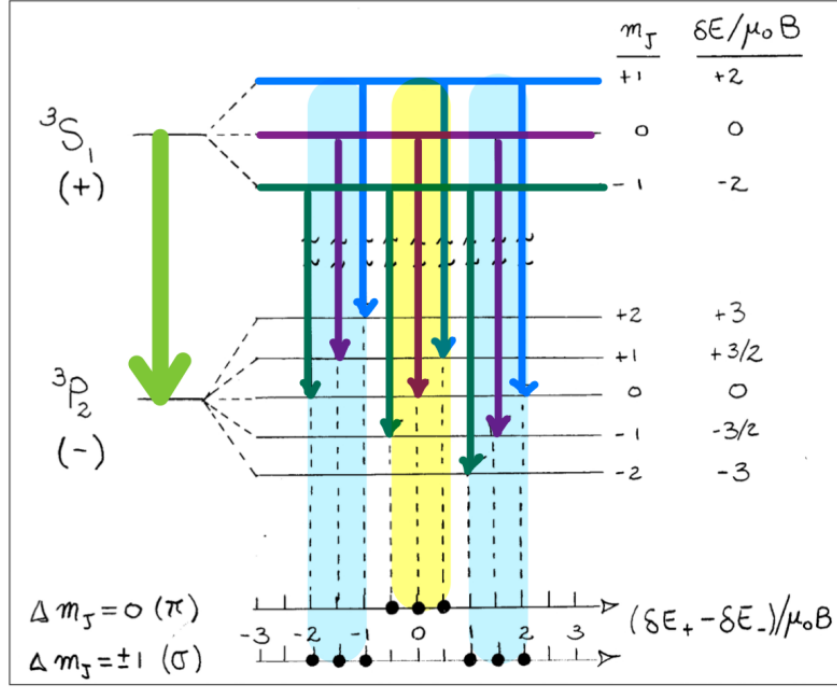 m_J δE/μ₀B
+1 +2
³S₁ 0 0
(+) -1 -2
+2 +3
+1 +3/2
³P₂ 0 0
-1 -3/2
(-) -2 -3
Δm_J = 0 (π)
-3 -2 -1 0 1 2 3 (δE₊ - δE₋)/μ₀B
Δm_J = ±1 (σ)